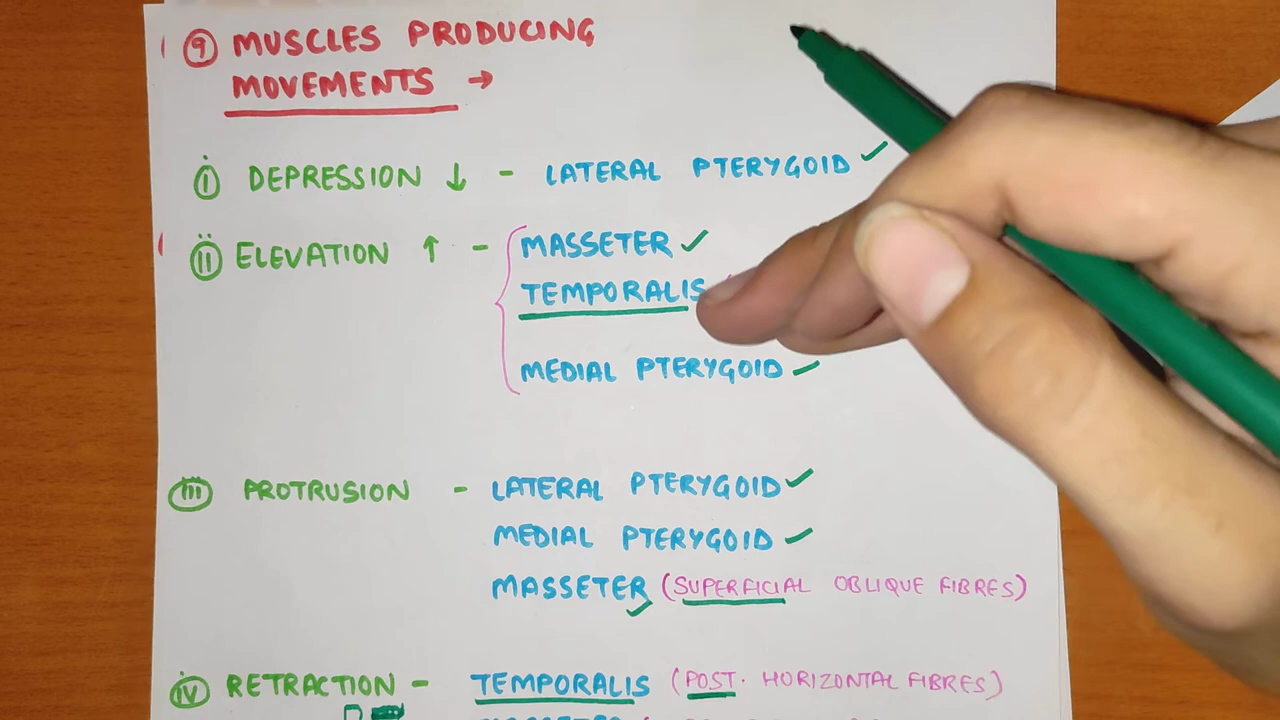 9 MUSCLES PRODUCING
MOVEMENTS →
i DEPRESSION ↓ - LATERAL PTERYGOID ✓
ii ELEVATION ↑ - MASSETER ✓
TEMPORALIS
MEDIAL PTERYGOID ✓
iii PROTRUSION - LATERAL PTERYGOID ✓
MEDIAL PTERYGOID ✓
MASSETER (SUPERFICIAL OBLIQUE FIBRES) ✓
iv RETRACTION - TEMPORALIS (POST. HORIZONTAL FIBRES)